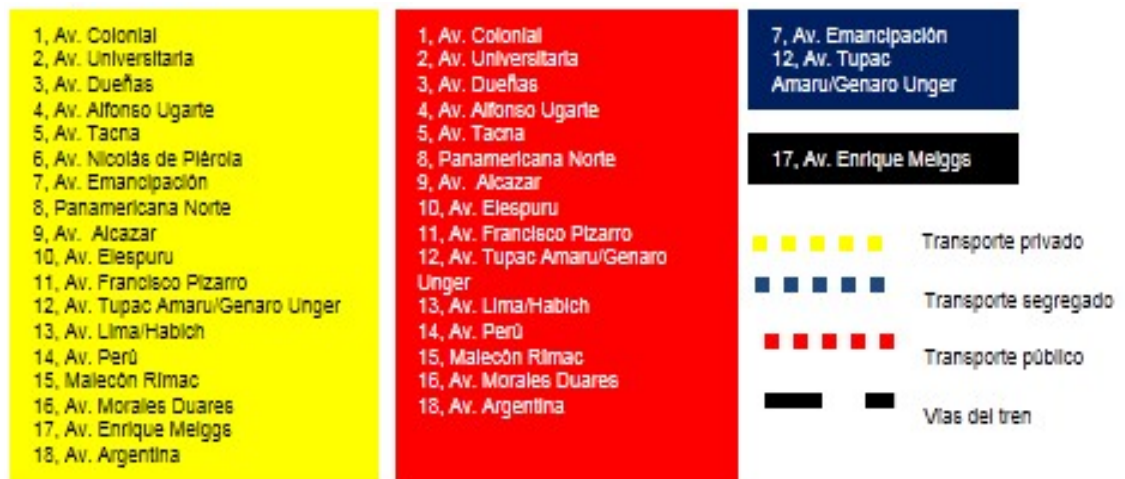 1, Av. Colonial
2, Av. Universitaria
3, Av. Dueñas
4, Av. Alfonso Ugarte
5, Av. Tacna
6, Av. Nicolás de Piérola
7, Av. Emancipación
8, Panamericana Norte
9, Av. Alcazar
10, Av. Elespuru
11, Av. Francisco Pizarro
12, Av. Tupac Amaru/Genaro Unger
13, Av. Lima/Habich
14, Av. Perú
15, Malecón Rimac
16, Av. Morales Duares
17, Av. Enrique Meiggs
18, Av. Argentina
1, Av. Colonial
2, Av. Universitaria
3, Av. Dueñas
4, Av. Alfonso Ugarte
5, Av. Tacna
8, Panamericana Norte
9, Av. Alcazar
10, Av. Elespuru
11, Av. Francisco Pizarro
12, Av. Tupac Amaru/Genaro
Unger
13, Av. Lima/Habich
14, Av. Perú
15, Malecón Rimac
16, Av. Morales Duares
18, Av. Argentina
7, Av. Emancipación
12, Av. Tupac
Amaru/Genaro Unger
17, Av. Enrique Meiggs
Transporte privado
Transporte segregado
Transporte público
Vías del tren